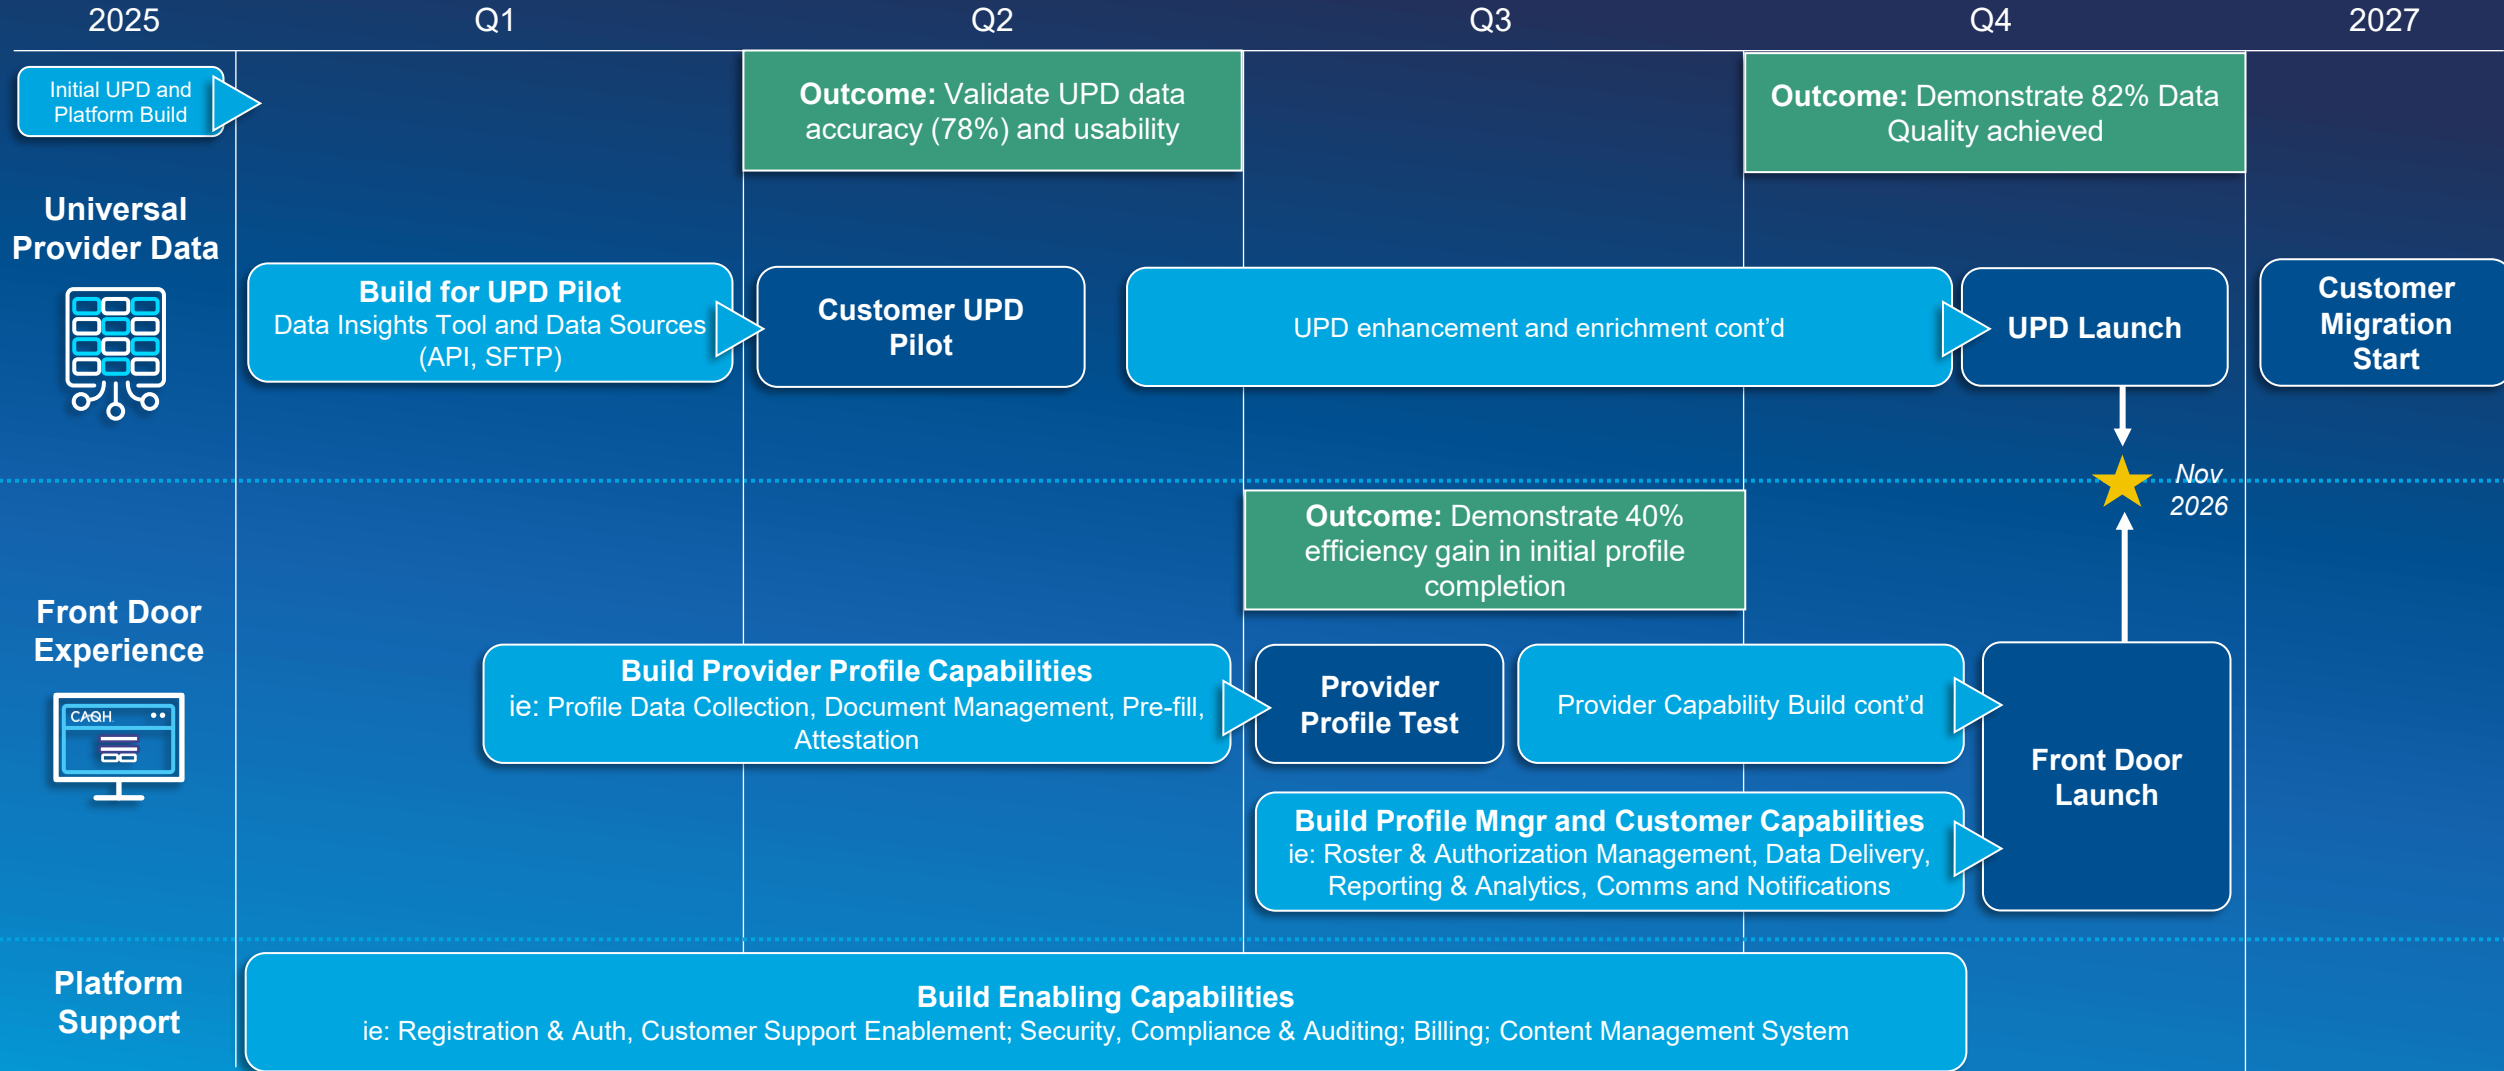 2025
Q1
Q2
Q3
Q4
2027
Initial UPD and
Platform Build
Outcome: Validate UPD data
accuracy (78%) and usability
Outcome: Demonstrate 82% Data
Quality achieved
Universal
Provider Data
Build for UPD Pilot
Data Insights Tool and Data Sources
(API, SFTP)
Customer UPD
Pilot
UPD enhancement and enrichment cont’d
UPD Launch
Customer
Migration
Start
Nov
2026
Outcome: Demonstrate 40%
efficiency gain in initial profile
completion
Front Door
Experience
CAQH
Build Provider Profile Capabilities
ie: Profile Data Collection, Document Management, Pre-fill,
Attestation
Provider
Profile Test
Provider Capability Build cont’d
Front Door
Launch
Build Profile Mngr and Customer Capabilities
ie: Roster & Authorization Management, Data Delivery,
Reporting & Analytics, Comms and Notifications
Platform
Support
Build Enabling Capabilities
ie: Registration & Auth, Customer Support Enablement; Security, Compliance & Auditing; Billing; Content Management System